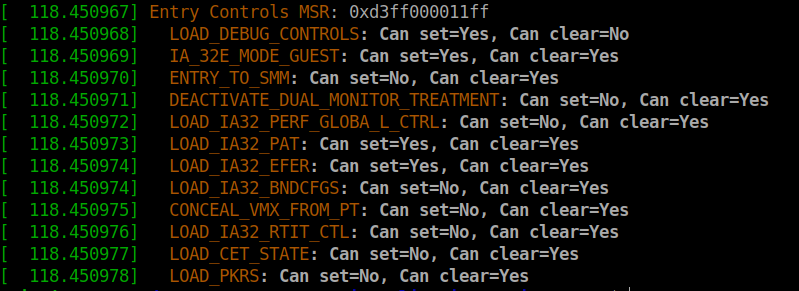 [  118.450967] Entry Controls MSR: 0xd3ff000011ff
[  118.450968]   LOAD_DEBUG_CONTROLS: Can set=Yes, Can clear=No
[  118.450969]   IA_32E_MODE_GUEST: Can set=Yes, Can clear=Yes
[  118.450970]   ENTRY_TO_SMM: Can set=No, Can clear=Yes
[  118.450971]   DEACTIVATE_DUAL_MONITOR_TREATMENT: Can set=No, Can clear=Yes
[  118.450972]   LOAD_IA32_PERF_GLOBA_L_CTRL: Can set=No, Can clear=Yes
[  118.450973]   LOAD_IA32_PAT: Can set=Yes, Can clear=Yes
[  118.450974]   LOAD_IA32_EFER: Can set=Yes, Can clear=Yes
[  118.450974]   LOAD_IA32_BNDCFGS: Can set=No, Can clear=Yes
[  118.450975]   CONCEAL_VMX_FROM_PT: Can set=No, Can clear=Yes
[  118.450976]   LOAD_IA32_RTIT_CTL: Can set=No, Can clear=Yes
[  118.450977]   LOAD_CET_STATE: Can set=No, Can clear=Yes
[  118.450978]   LOAD_PKRS: Can set=No, Can clear=Yes